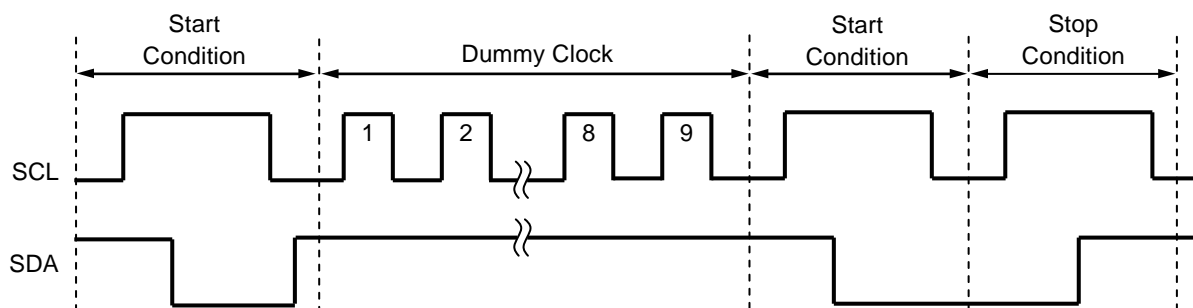 Start
Condition
Dummy Clock
Start
Condition
Stop
Condition
SCL
1
2
8
9
SDA